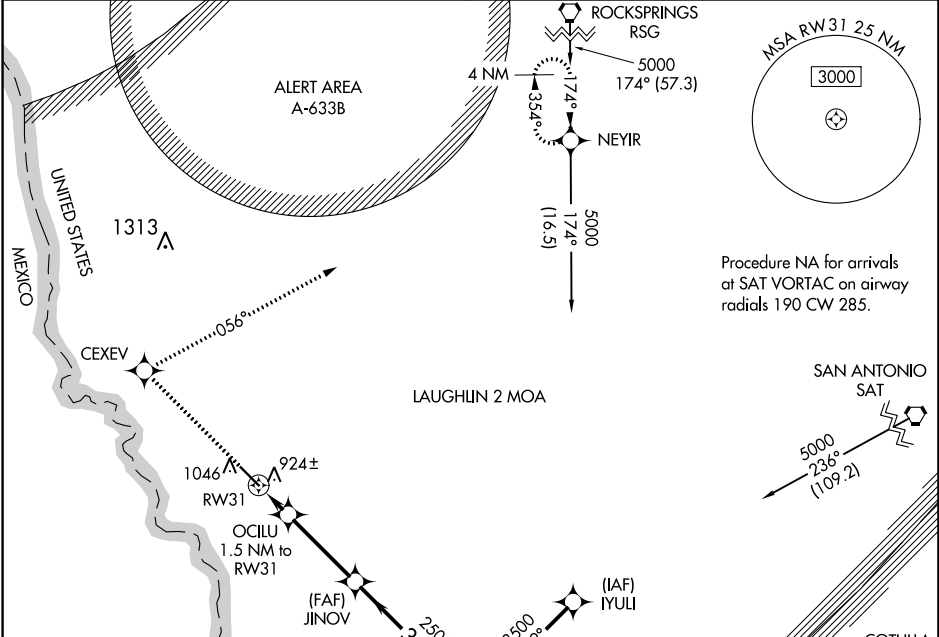 ROCKSPRINGS
RSG
5000
174° (57.3)
4 NM
174°
354°
NEYIR
5000
174°
(16.5)
ALERT AREA
A-633B
MSA RW31 25 NM
3000
UNITED STATES
MEXICO
1313
Procedure NA for arrivals
at SAT VORTAC on airway
radials 190 CW 285.
056°
CEXEV
LAUGHLIN 2 MOA
SAN ANTONIO
SAT
5000
236°
(109.2)
1046
924±
RW31
OCILU
1.5 NM to
RW31
(FAF)
JINOV
(IAF)
IYULI